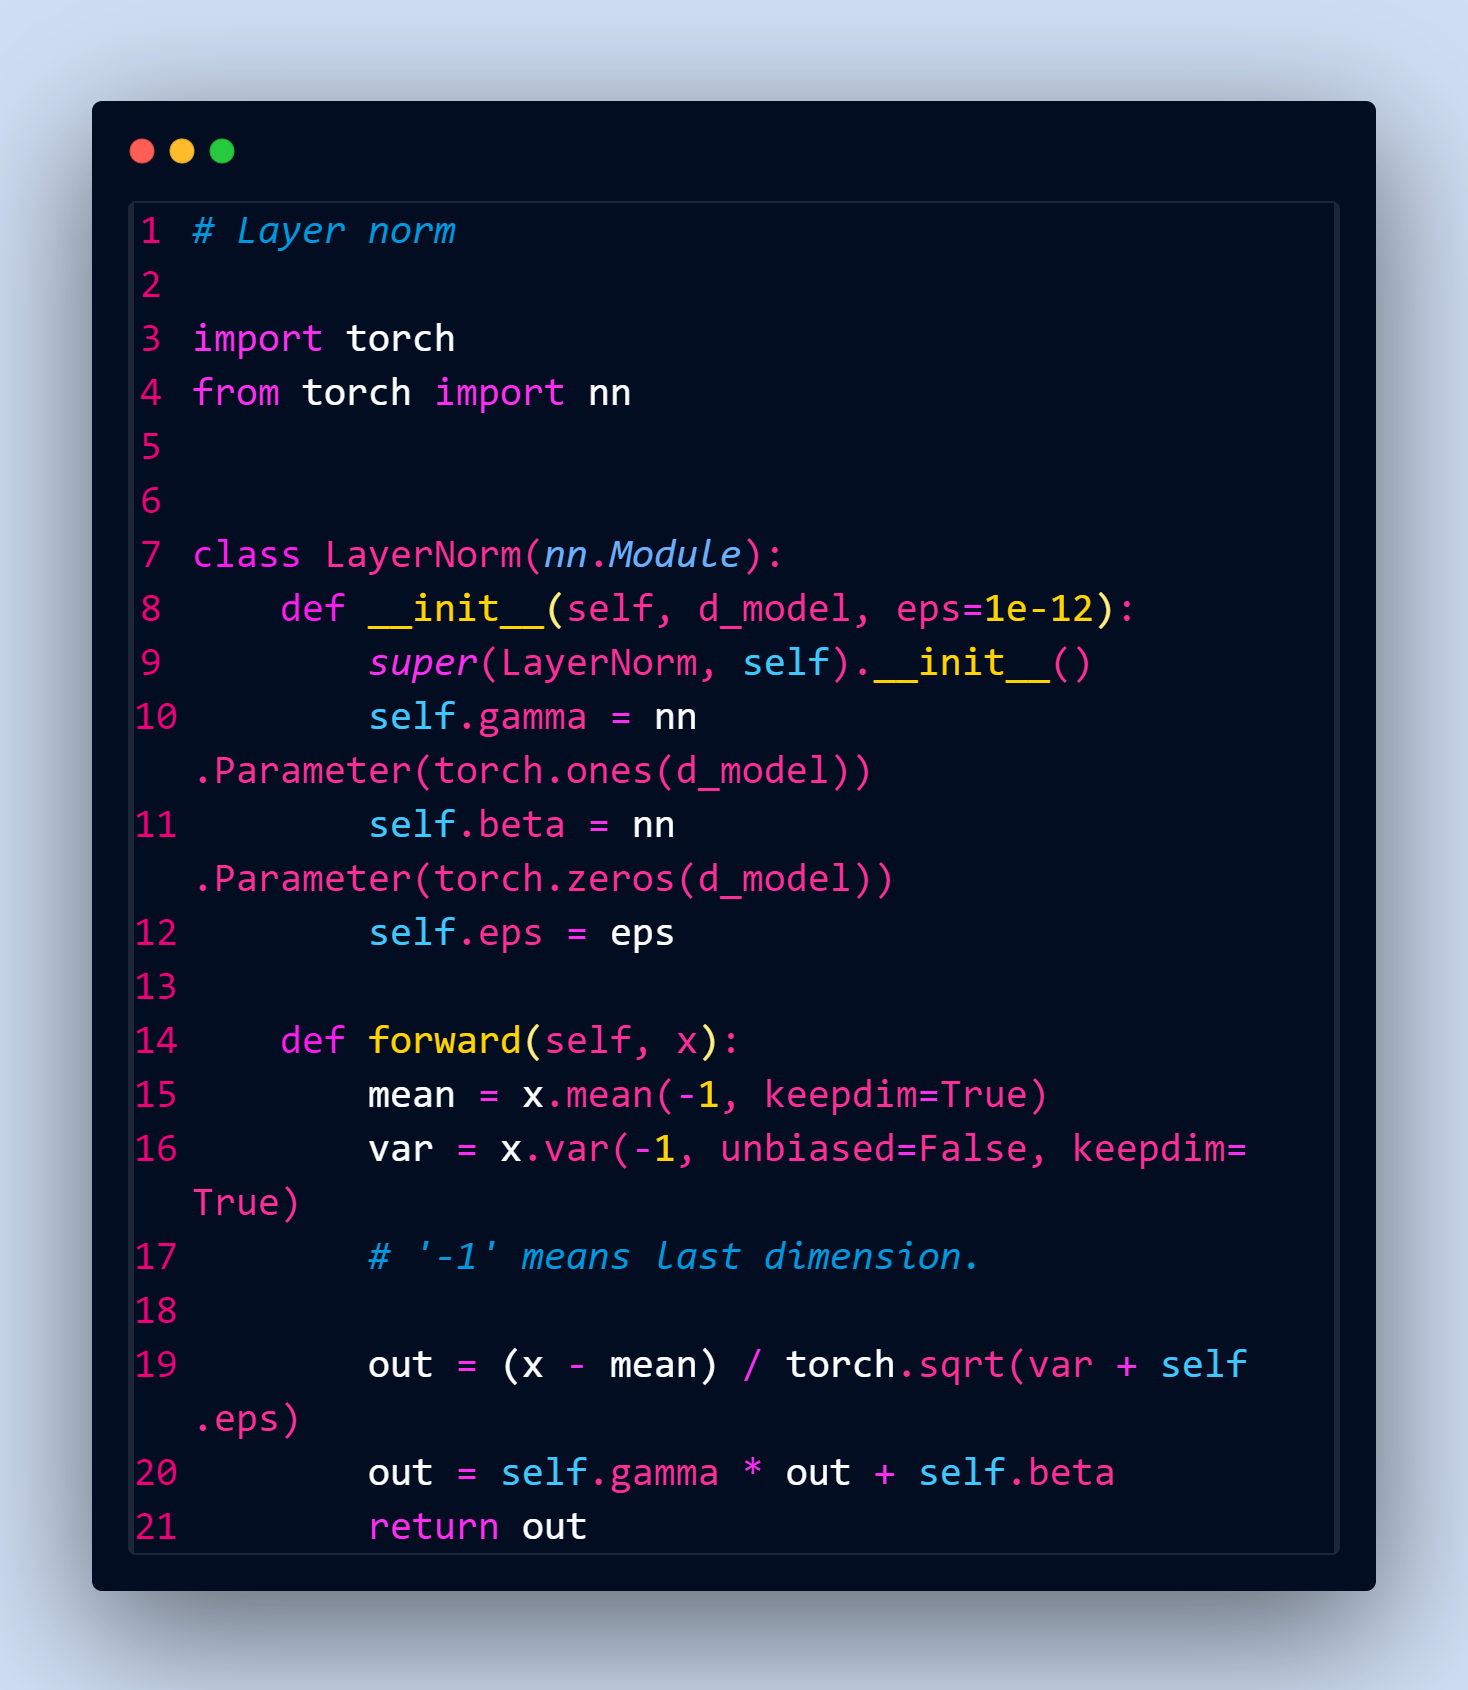 1 # Layer norm
2
3 import torch
4 from torch import nn
5
6
7 class LayerNorm(nn.Module):
8     def __init__(self, d_model, eps=1e-12):
9         super(LayerNorm, self).__init__()
10         self.gamma = nn
.Parameter(torch.ones(d_model))
11         self.beta = nn
.Parameter(torch.zeros(d_model))
12         self.eps = eps
13
14     def forward(self, x):
15         mean = x.mean(-1, keepdim=True)
16         var = x.var(-1, unbiased=False, keepdim=
True)
17         # '-1' means last dimension.
18
19         out = (x - mean) / torch.sqrt(var + self
.eps)
20         out = self.gamma * out + self.beta
21         return out